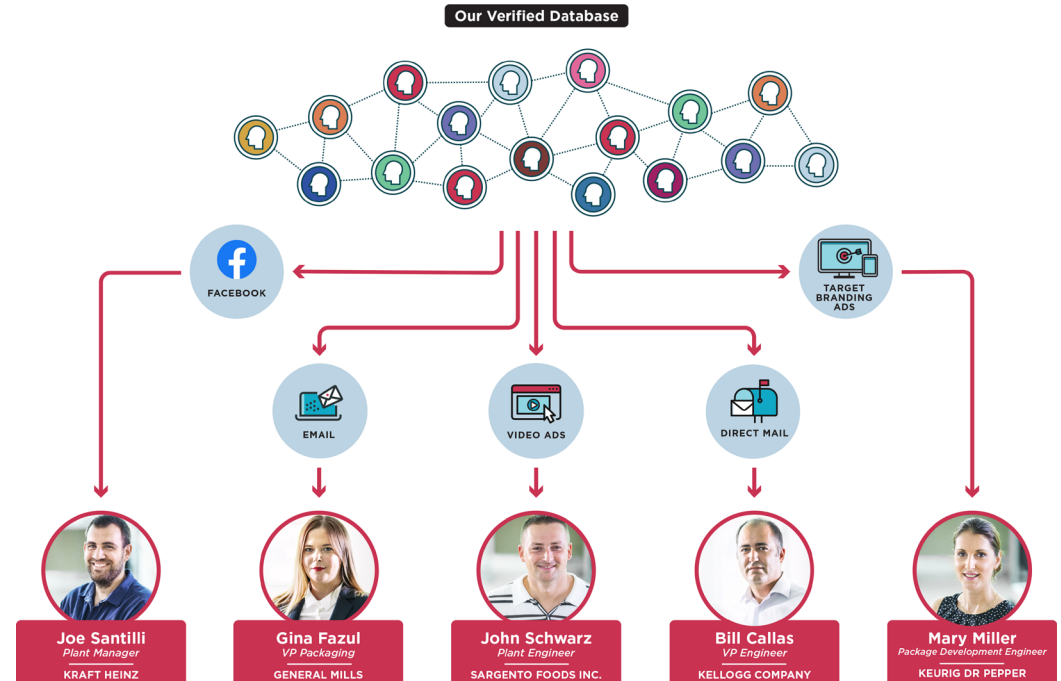 Our Verified Database
FACEBOOK
TARGET
BRANDING
ADS
EMAIL
VIDEO ADS
DIRECT MAIL
Joe Santilli
Plant Manager
KRAFT HEINZ
Gina Fazul
VP Packaging
GENERAL MILLS
John Schwarz
Plant Engineer
SARGENTO FOODS INC.
Bill Callas
VP Engineer
KELLOGG COMPANY
Mary Miller
Package Development Engineer
KEURIG DR PEPPER